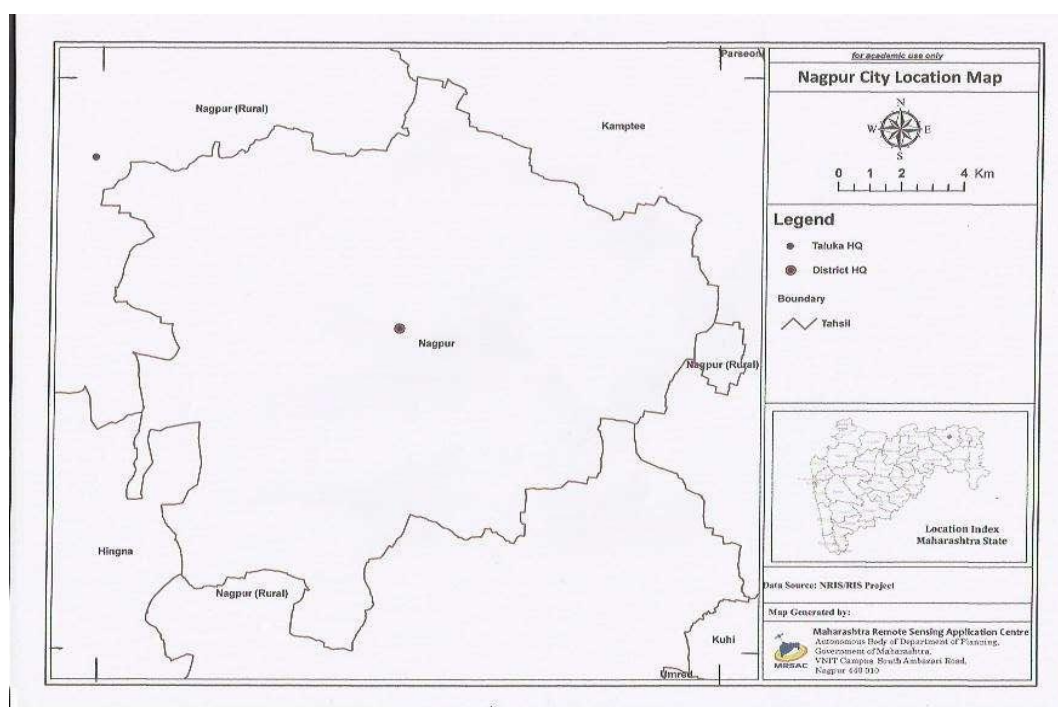 Parseoni
Nagpur (Rural)
Kamptee
Nagpur
Nagpur (Rural)
Hingna
Nagpur (Rural)
Kuhi
Umred
for academic use only
Nagpur City Location Map
N
W E
S
0 1 2 4 Km
Legend
Taluka HQ
District HQ
Boundary
Tahsil
Location Index
Maharashtra State
Data Source: NRIS/RIS Project
Map Generated by:
MRSAC
Maharashtra Remote Sensing Application Centre
Autonomous Body of Department of Planning,
Government of Maharashtra,
VNIT Campus South Ambazari Road,
Nagpur 440 010